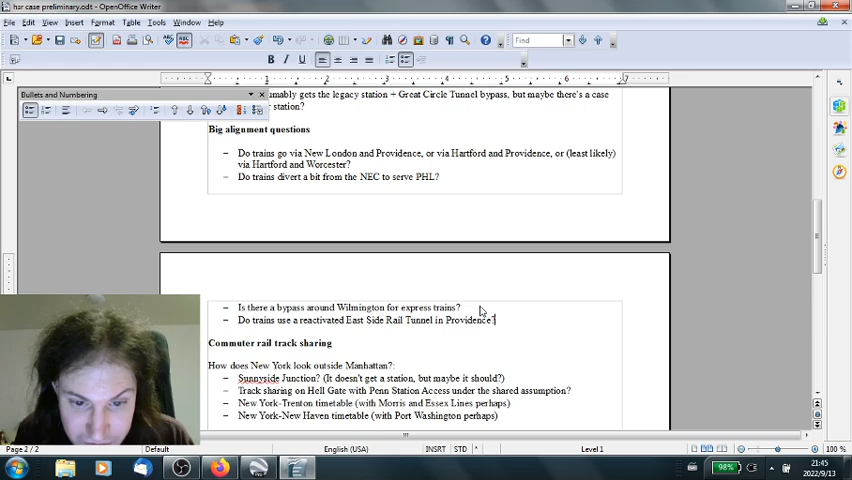 hsr case preliminary.odt - OpenOffice Writer
File Edit View Insert Format Table Tools Window Help
Find
B I U
1 2 3 4 5 6 7
Bullets and Numbering
umably gets the legacy station + Great Circle Tunnel bypass, but maybe there's a case
station?
Big alignment questions
– Do trains go via New London and Providence, or via Hartford and Providence, or (least likely)
via Hartford and Worcester?
– Do trains divert a bit from the NEC to serve PHL?
– Is there a bypass around Wilmington for express trains?
– Do trains use a reactivated East Side Rail Tunnel in Providence?
Commuter rail track sharing
How does New York look outside Manhattan?:
– Sunnyside Junction? (It doesn't get a station, but maybe it should?)
– Track sharing on Hell Gate with Penn Station Access under the shared assumption?
– New York-Trenton timetable (with Morris and Essex Lines perhaps)
– New York-New Haven timetable (with Port Washington perhaps)
Page 2 / 2 Default English (USA) INSRT STD * Level 1 100 %
98% 21:45
2022/9/13